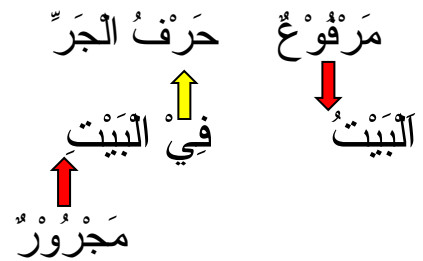 مَرْفُوْعٌ حَرْفُ الْجَرِّ
اَلْبَيْتُ فِيْ الْبَيْتِ
مَجْرُوْرٌ